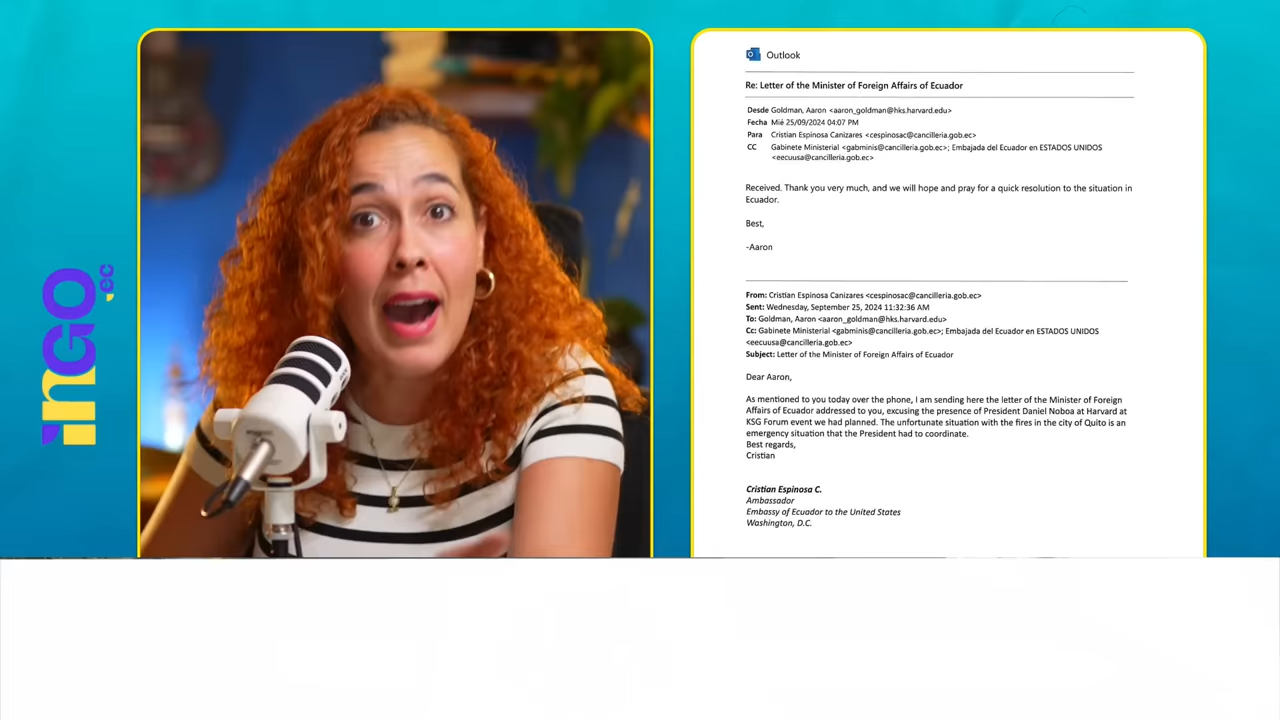 inGO.cc
Outlook
Re: Letter of the Minister of Foreign Affairs of Ecuador
Desde Goldman, Aaron <aaron_goldman@hks.harvard.edu>
Fecha Mié 25/09/2024 04:07 PM
Para Cristian Espinosa Canizares <cespinosac@cancilleria.gob.ec>
CC Gabinete Ministerial <gabminis@cancilleria.gob.ec>; Embajada del Ecuador en ESTADOS UNIDOS
<eecuusa@cancilleria.gob.ec>
Received. Thank you very much, and we will hope and pray for a quick resolution to the situation in
Ecuador.
Best,
-Aaron
From: Cristian Espinosa Canizares <cespinosac@cancilleria.gob.ec>
Sent: Wednesday, September 25, 2024 11:32:36 AM
To: Goldman, Aaron <aaron_goldman@hks.harvard.edu>
Cc: Gabinete Ministerial <gabminis@cancilleria.gob.ec>; Embajada del Ecuador en ESTADOS UNIDOS
<eecuusa@cancilleria.gob.ec>
Subject: Letter of the Minister of Foreign Affairs of Ecuador
Dear Aaron,
As mentioned to you today over the phone, I am sending here the letter of the Minister of Foreign
Affairs of Ecuador addressed to you, excusing the presence of President Daniel Noboa at Harvard at
KSG Forum event we had planned. The unfortunate situation with the fires in the city of Quito is an
emergency situation that the President had to coordinate.
Best regards,
Cristian
Cristian Espinosa C.
Ambassador
Embassy of Ecuador to the United States
Washington, D.C.